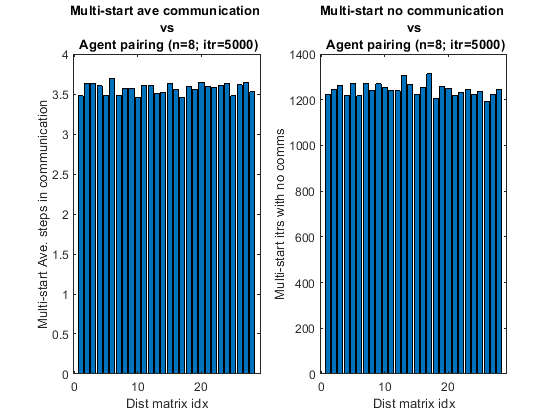 Multi-start ave communication
vs
Agent pairing (n=8; itr=5000)
Multi-start Ave. steps in communication
4
3.5
3
2.5
2
1.5
1
0.5
0
0
10
20
Dist matrix idx
Multi-start no communication
vs
Agent pairing (n=8; itr=5000)
Multi-start itrs with no comms
1400
1200
1000
800
600
400
200
0
0
10
20
Dist matrix idx